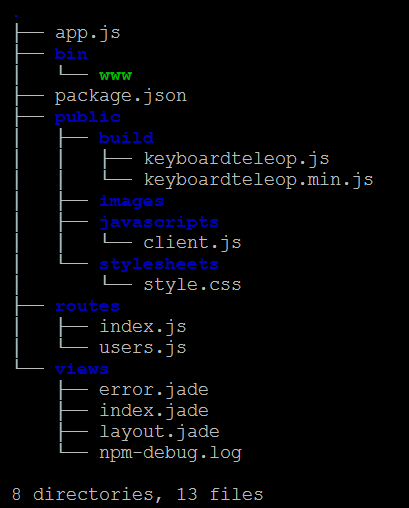 .
├── app.js
├── bin
│   └── www
├── package.json
├── public
│   ├── build
│   │   ├── keyboardteleop.js
│   │   └── keyboardteleop.min.js
│   ├── images
│   ├── javascripts
│   │   └── client.js
│   └── stylesheets
│       └── style.css
├── routes
│   ├── index.js
│   └── users.js
└── views
    ├── error.jade
    ├── index.jade
    ├── layout.jade
    └── npm-debug.log

8 directories, 13 files